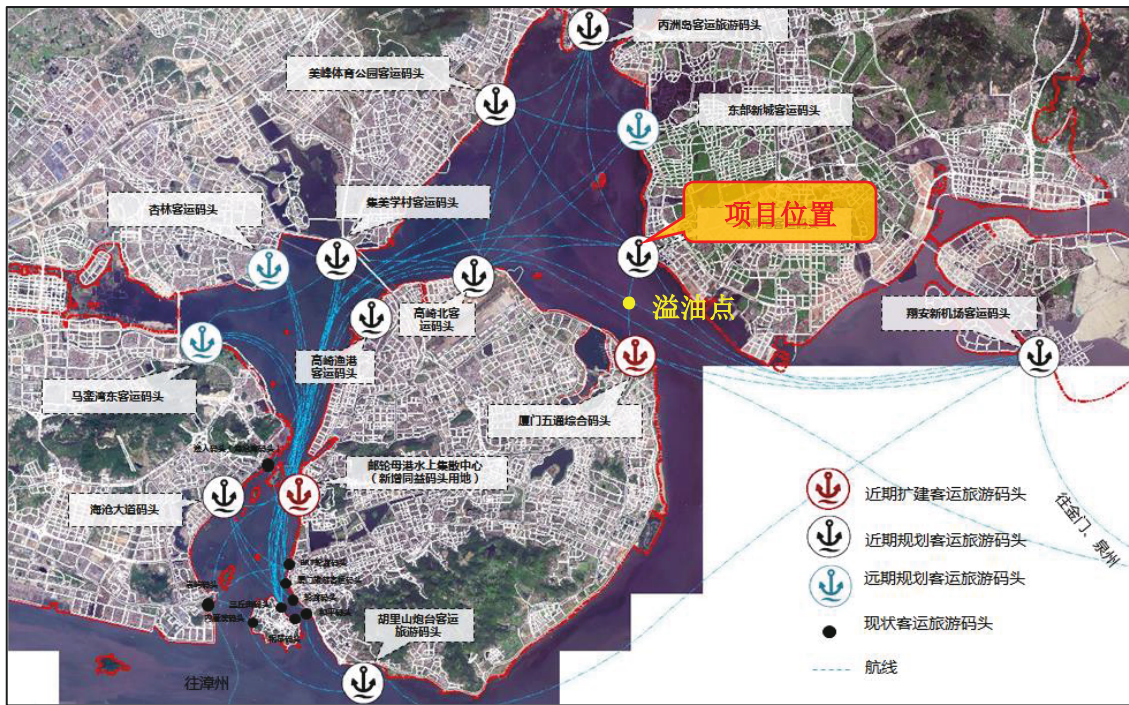 丙洲岛客运旅游码头
美峰体育公园客运码头
东部新城客运码头
杏林客运码头
集美学村客运码头
项目位置
高崎北客
运码头
溢油点
翔安新机场客运码头
高崎渔港
客运码头
马銮湾东客运码头
厦门五通综合码头
邮轮母港水上集散中心
（新增同益码头用地）
海沧大道码头
近期扩建客运旅游码头
近期规划客运旅游码头
远期规划客运旅游码头
现状客运旅游码头
航线
往金门、泉州
胡里山炮台客运
旅游码头
往漳州